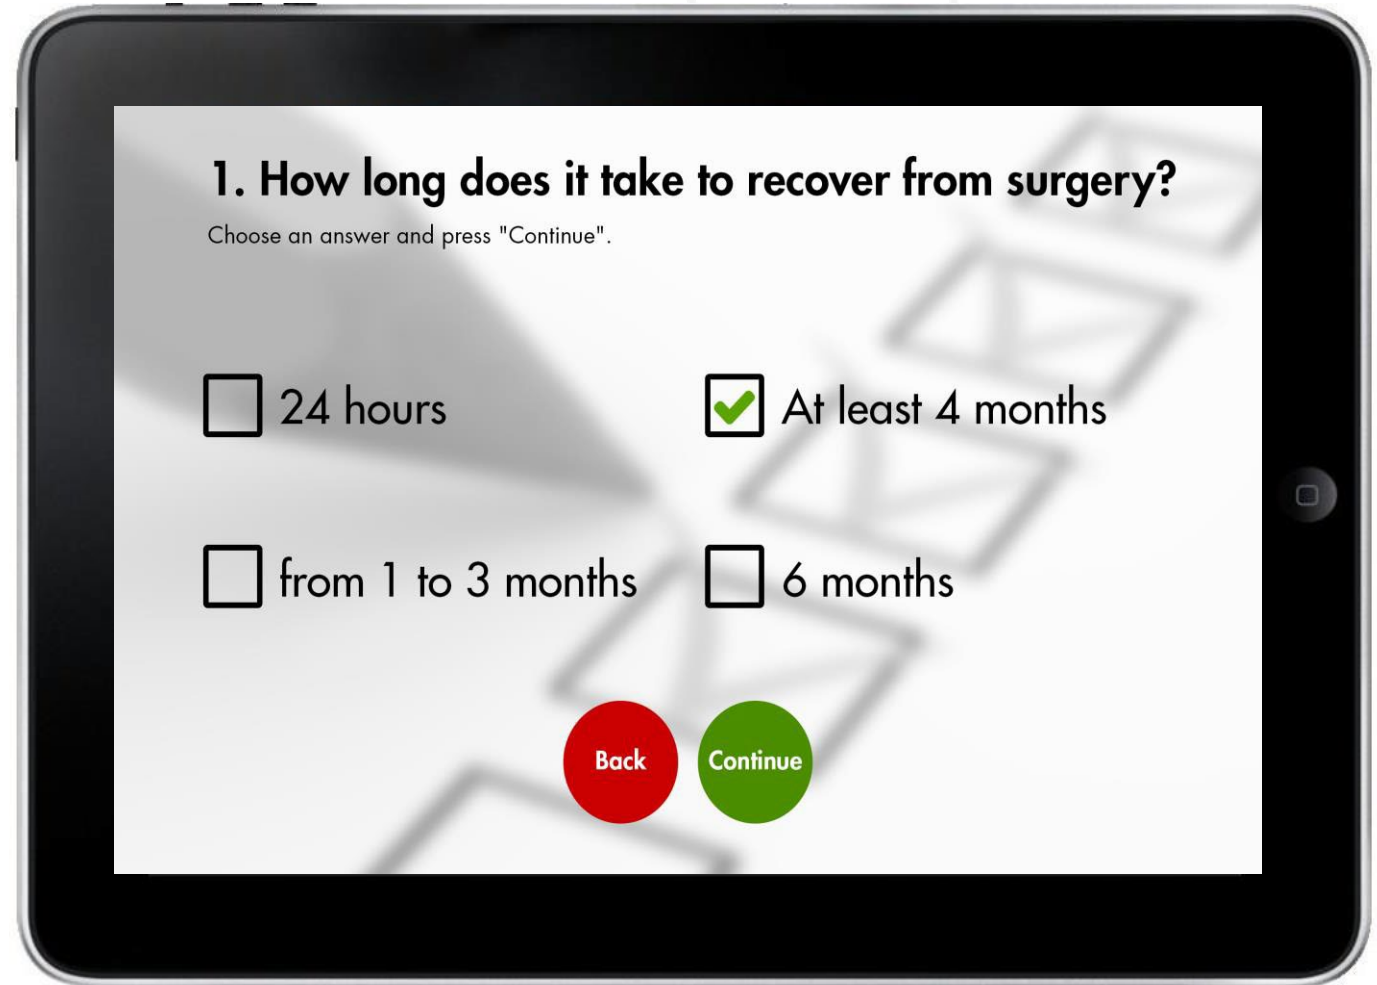 1. How long does it take to recover from surgery?
Choose an answer and press "Continue".
24 hours
At least 4 months
from 1 to 3 months
6 months
Back
Continue